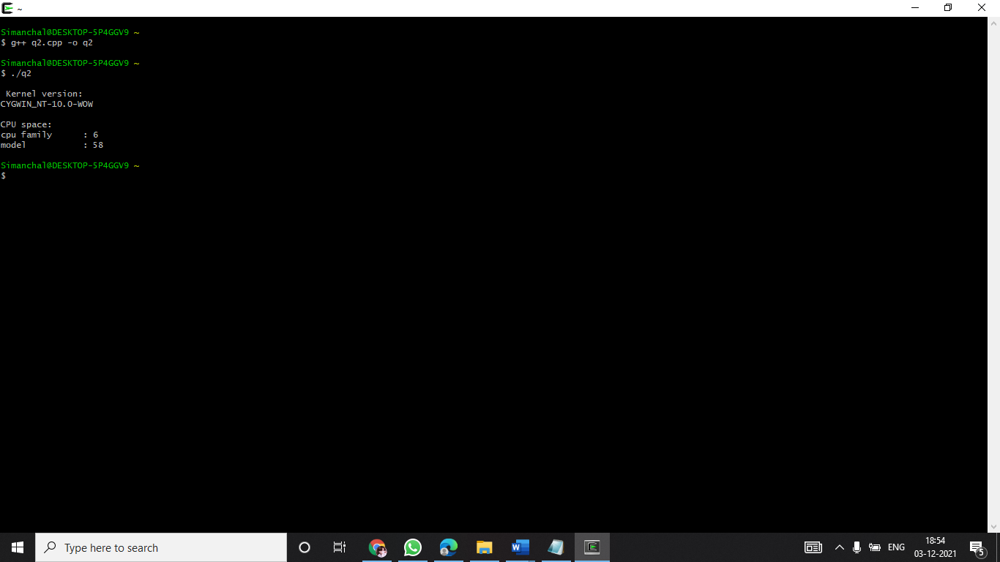 ~
Simanchal@DESKTOP-5P4GGV9 ~
$ g++ q2.cpp -o q2
Simanchal@DESKTOP-5P4GGV9 ~
$ ./q2
Kernel version:
CYGWIN_NT-10.0-WOW
CPU space:
cpu family      : 6
model           : 58
Simanchal@DESKTOP-5P4GGV9 ~
$
Type here to search
W
ENG
18:54
03-12-2021
5